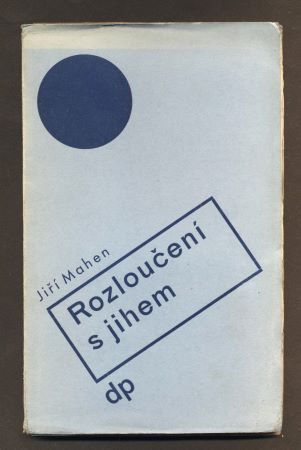 Jiří Mahen
Rozloučení
s jihem
dp